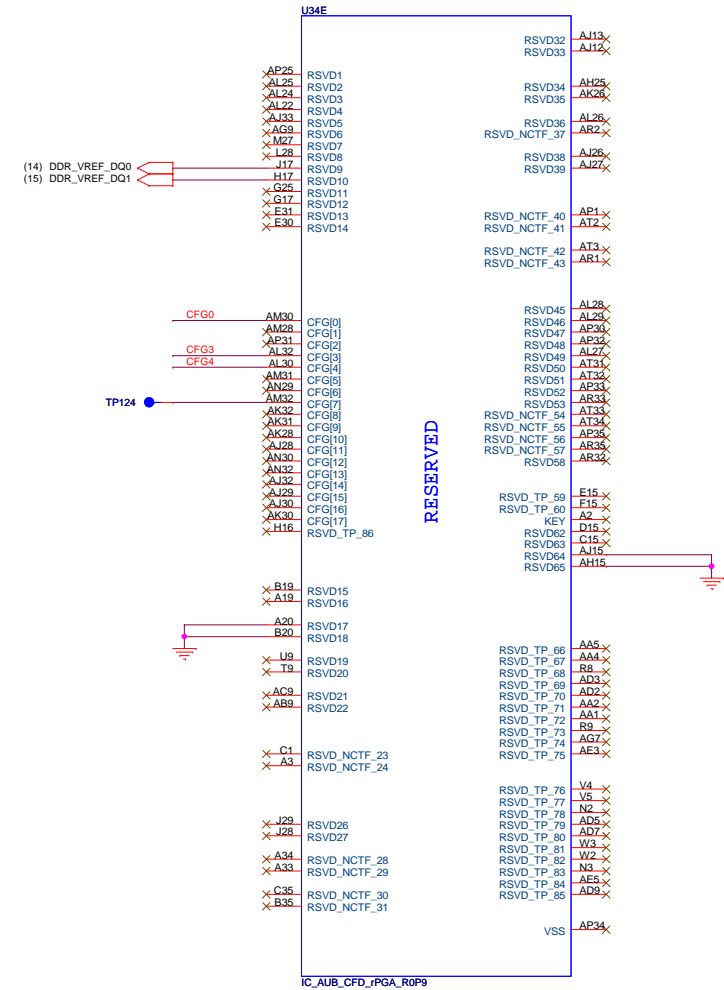 U34E
AP25 RSVD1
AL25 RSVD2
AL24 RSVD3
AL22 RSVD4
AJ33 RSVD5
AG9 RSVD6
M27 RSVD7
L28 RSVD8
(14) DDR_VREF_DQ0 J17 RSVD9
(15) DDR_VREF_DQ1 H17 RSVD10
G25 RSVD11
G17 RSVD12
E31 RSVD13
E30 RSVD14
CFG0 AM30 CFG[0]
AM28 CFG[1]
AP31 CFG[2]
CFG3 AL32 CFG[3]
CFG4 AL30 CFG[4]
AM31 CFG[5]
AN29 CFG[6]
TP124 AM32 CFG[7]
AK32 CFG[8]
AK31 CFG[9]
AK28 CFG[10]
AJ28 CFG[11]
AN30 CFG[12]
AN32 CFG[13]
AJ32 CFG[14]
AJ29 CFG[15]
AJ30 CFG[16]
AK30 CFG[17]
H16 RSVD_TP_86
B19 RSVD15
A19 RSVD16
A20 RSVD17
B20 RSVD18
U9 RSVD19
T9 RSVD20
AC9 RSVD21
AB9 RSVD22
C1 RSVD_NCTF_23
A3 RSVD_NCTF_24
J29 RSVD26
J28 RSVD27
A34 RSVD_NCTF_28
A33 RSVD_NCTF_29
C35 RSVD_NCTF_30
B35 RSVD_NCTF_31
RESERVED
RSVD32 AJ13
RSVD33 AJ12
RSVD34 AH25
RSVD35 AK26
RSVD36 AL26
RSVD_NCTF_37 AR2
RSVD38 AJ26
RSVD39 AJ27
RSVD_NCTF_40 AP1
RSVD_NCTF_41 AT2
RSVD_NCTF_42 AT3
RSVD_NCTF_43 AR1
RSVD45 AL28
RSVD46 AL29
RSVD47 AP30
RSVD48 AP32
RSVD49 AL27
RSVD50 AT31
RSVD51 AT32
RSVD52 AP33
RSVD53 AR33
RSVD_NCTF_54 AT33
RSVD_NCTF_55 AT34
RSVD_NCTF_56 AP35
RSVD_NCTF_57 AR35
RSVD58 AR32
RSVD_TP_59 E15
RSVD_TP_60 F15
KEY A2
RSVD62 D15
RSVD63 C15
RSVD64 AJ15
RSVD65 AH15
RSVD_TP_66 AA5
RSVD_TP_67 AA4
RSVD_TP_68 R8
RSVD_TP_69 AD3
RSVD_TP_70 AD2
RSVD_TP_71 AA2
RSVD_TP_72 AA1
RSVD_TP_73 R9
RSVD_TP_74 AG7
RSVD_TP_75 AE3
RSVD_TP_76 V4
RSVD_TP_77 V5
RSVD_TP_78 N2
RSVD_TP_79 AD5
RSVD_TP_80 AD7
RSVD_TP_81 W3
RSVD_TP_82 W2
RSVD_TP_83 N3
RSVD_TP_84 AE5
RSVD_TP_85 AD9
VSS AP34
IC_AUB_CFD_rPGA_R0P9